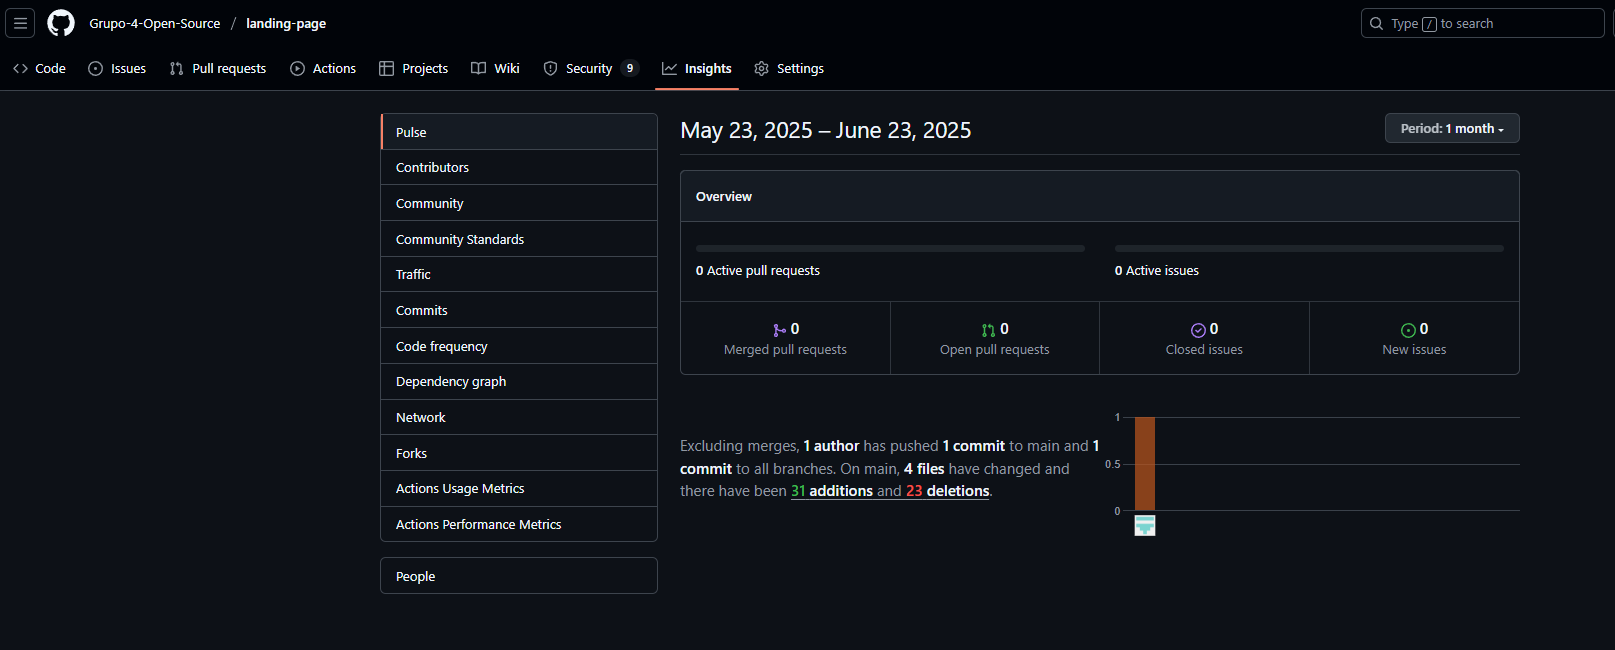 Grupo-4-Open-Source / landing-page
Type / to search
Code Issues Pull requests Actions Projects Wiki Security 9 Insights Settings
Pulse
Contributors
Community
Community Standards
Traffic
Commits
Code frequency
Dependency graph
Network
Forks
Actions Usage Metrics
Actions Performance Metrics
People
May 23, 2025 – June 23, 2025
Period: 1 month
Overview
0 Active pull requests
0 Active issues
0
Merged pull requests
0
Open pull requests
0
Closed issues
0
New issues
Excluding merges, 1 author has pushed 1 commit to main and 1
commit to all branches. On main, 4 files have changed and
there have been 31 additions and 23 deletions.
1
0.5
0